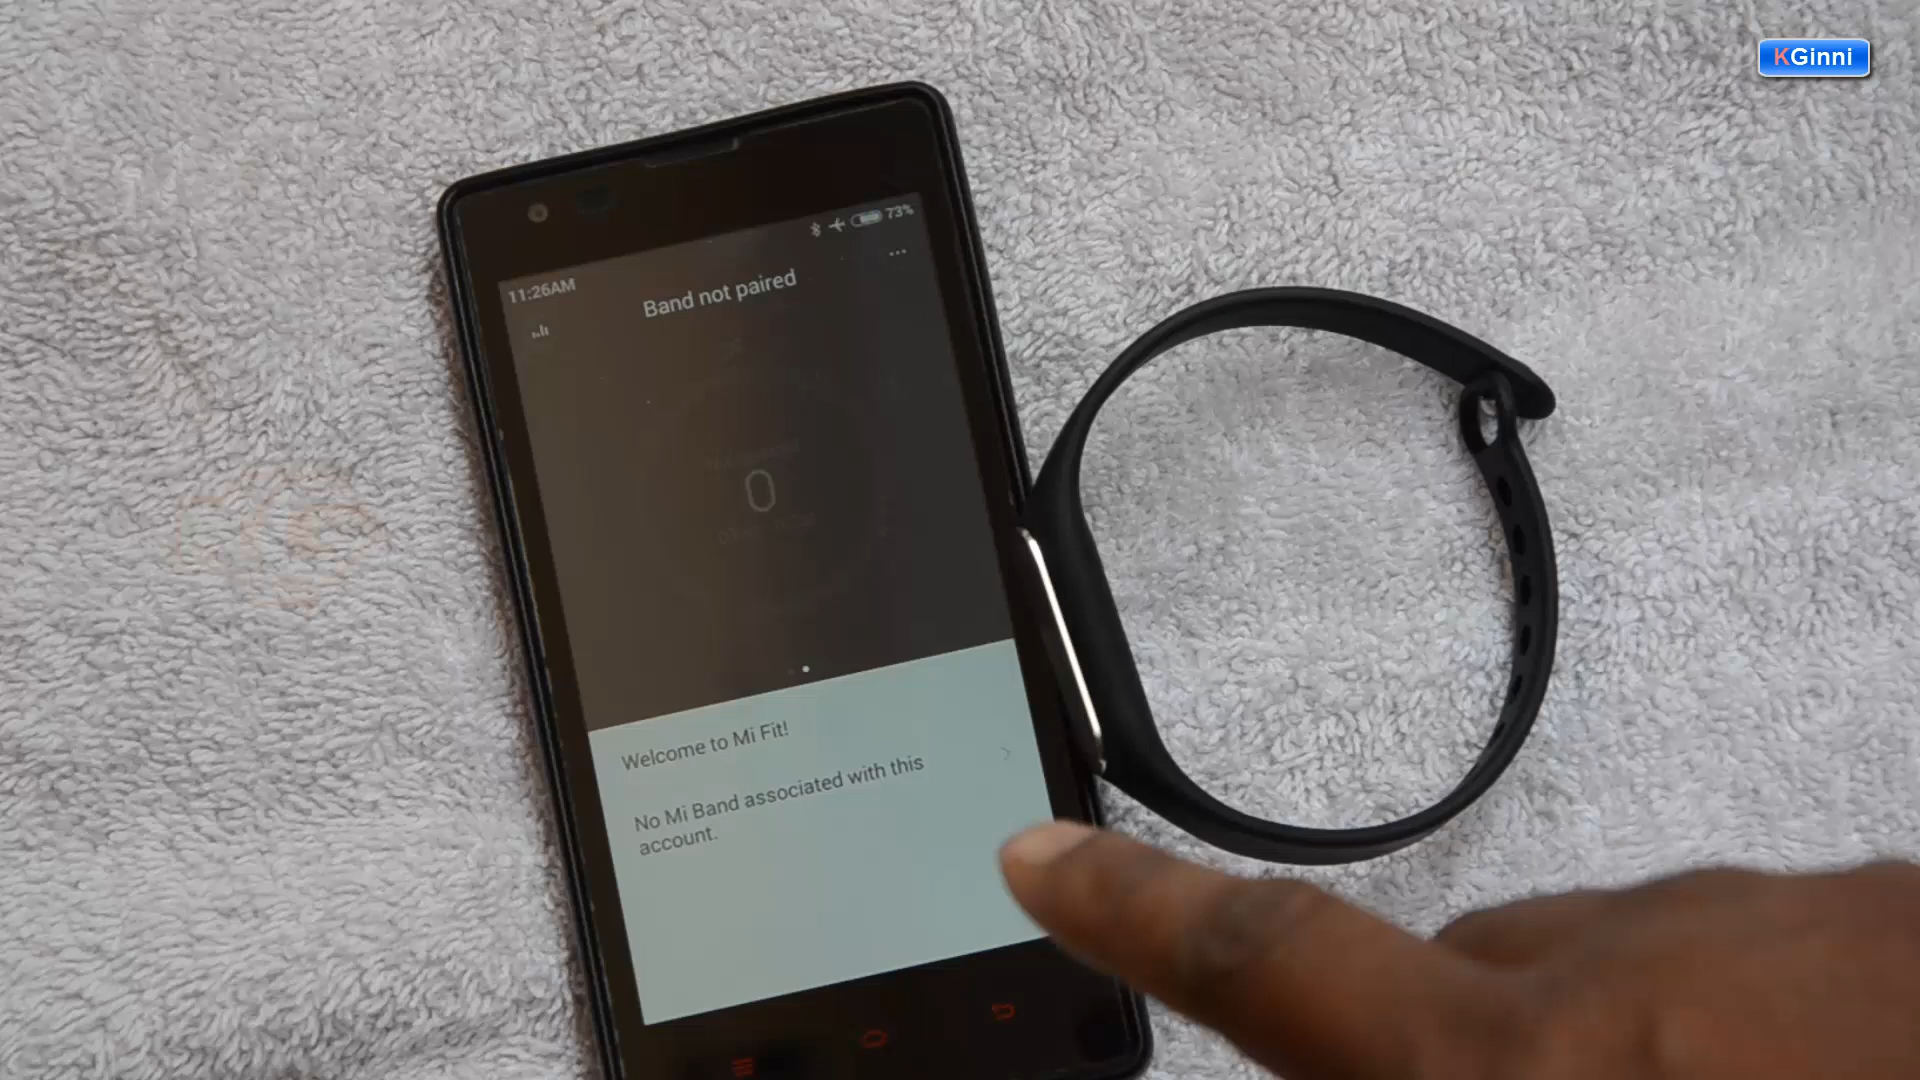 KGinni
73%
11:26AM
Band not paired
0
Welcome to Mi Fit!
No Mi Band associated with this
account.